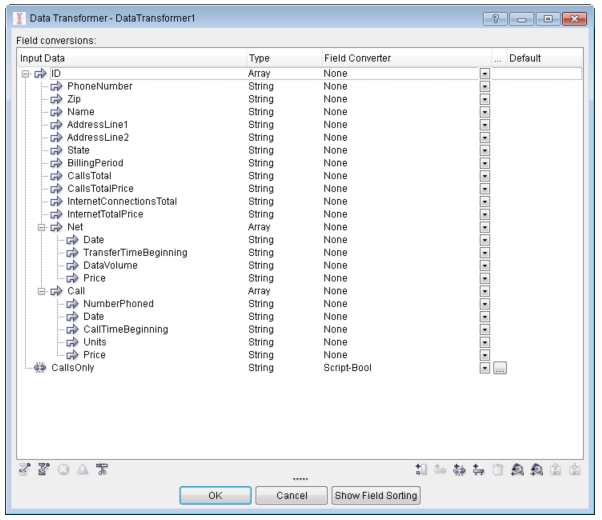 Data Transformer - DataTransformer1
Field conversions:
Input Data Type Field Converter ... Default
ID Array None
PhoneNumber String None
Zip String None
Name String None
AddressLine1 String None
AddressLine2 String None
State String None
BillingPeriod String None
CallsTotal String None
CallsTotalPrice String None
InternetConnectionsTotal String None
InternetTotalPrice String None
Net Array None
Date String None
TransferTimeBeginning String None
DataVolume String None
Price String None
Call Array None
NumberPhoned String None
Date String None
CallTimeBeginning String None
Units String None
Price String None
CallsOnly String Script-Bool ...
OK Cancel Show Field Sorting